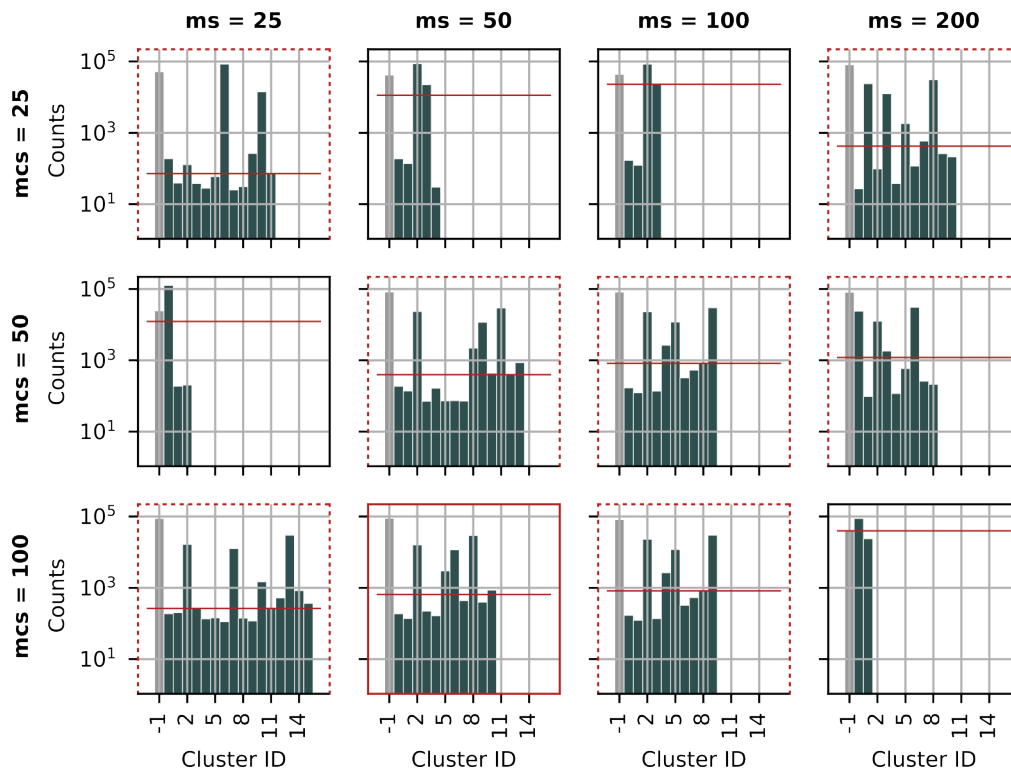 ms = 25 ms = 50 ms = 100 ms = 200
mcs = 25
Counts
10^5
10^3
10^1
mcs = 50
Counts
10^5
10^3
10^1
mcs = 100
Counts
10^5
10^3
10^1
-1 2 5 8 11 14 -1 2 5 8 11 14 -1 2 5 8 11 14 -1 2 5 8 11 14
Cluster ID Cluster ID Cluster ID Cluster ID